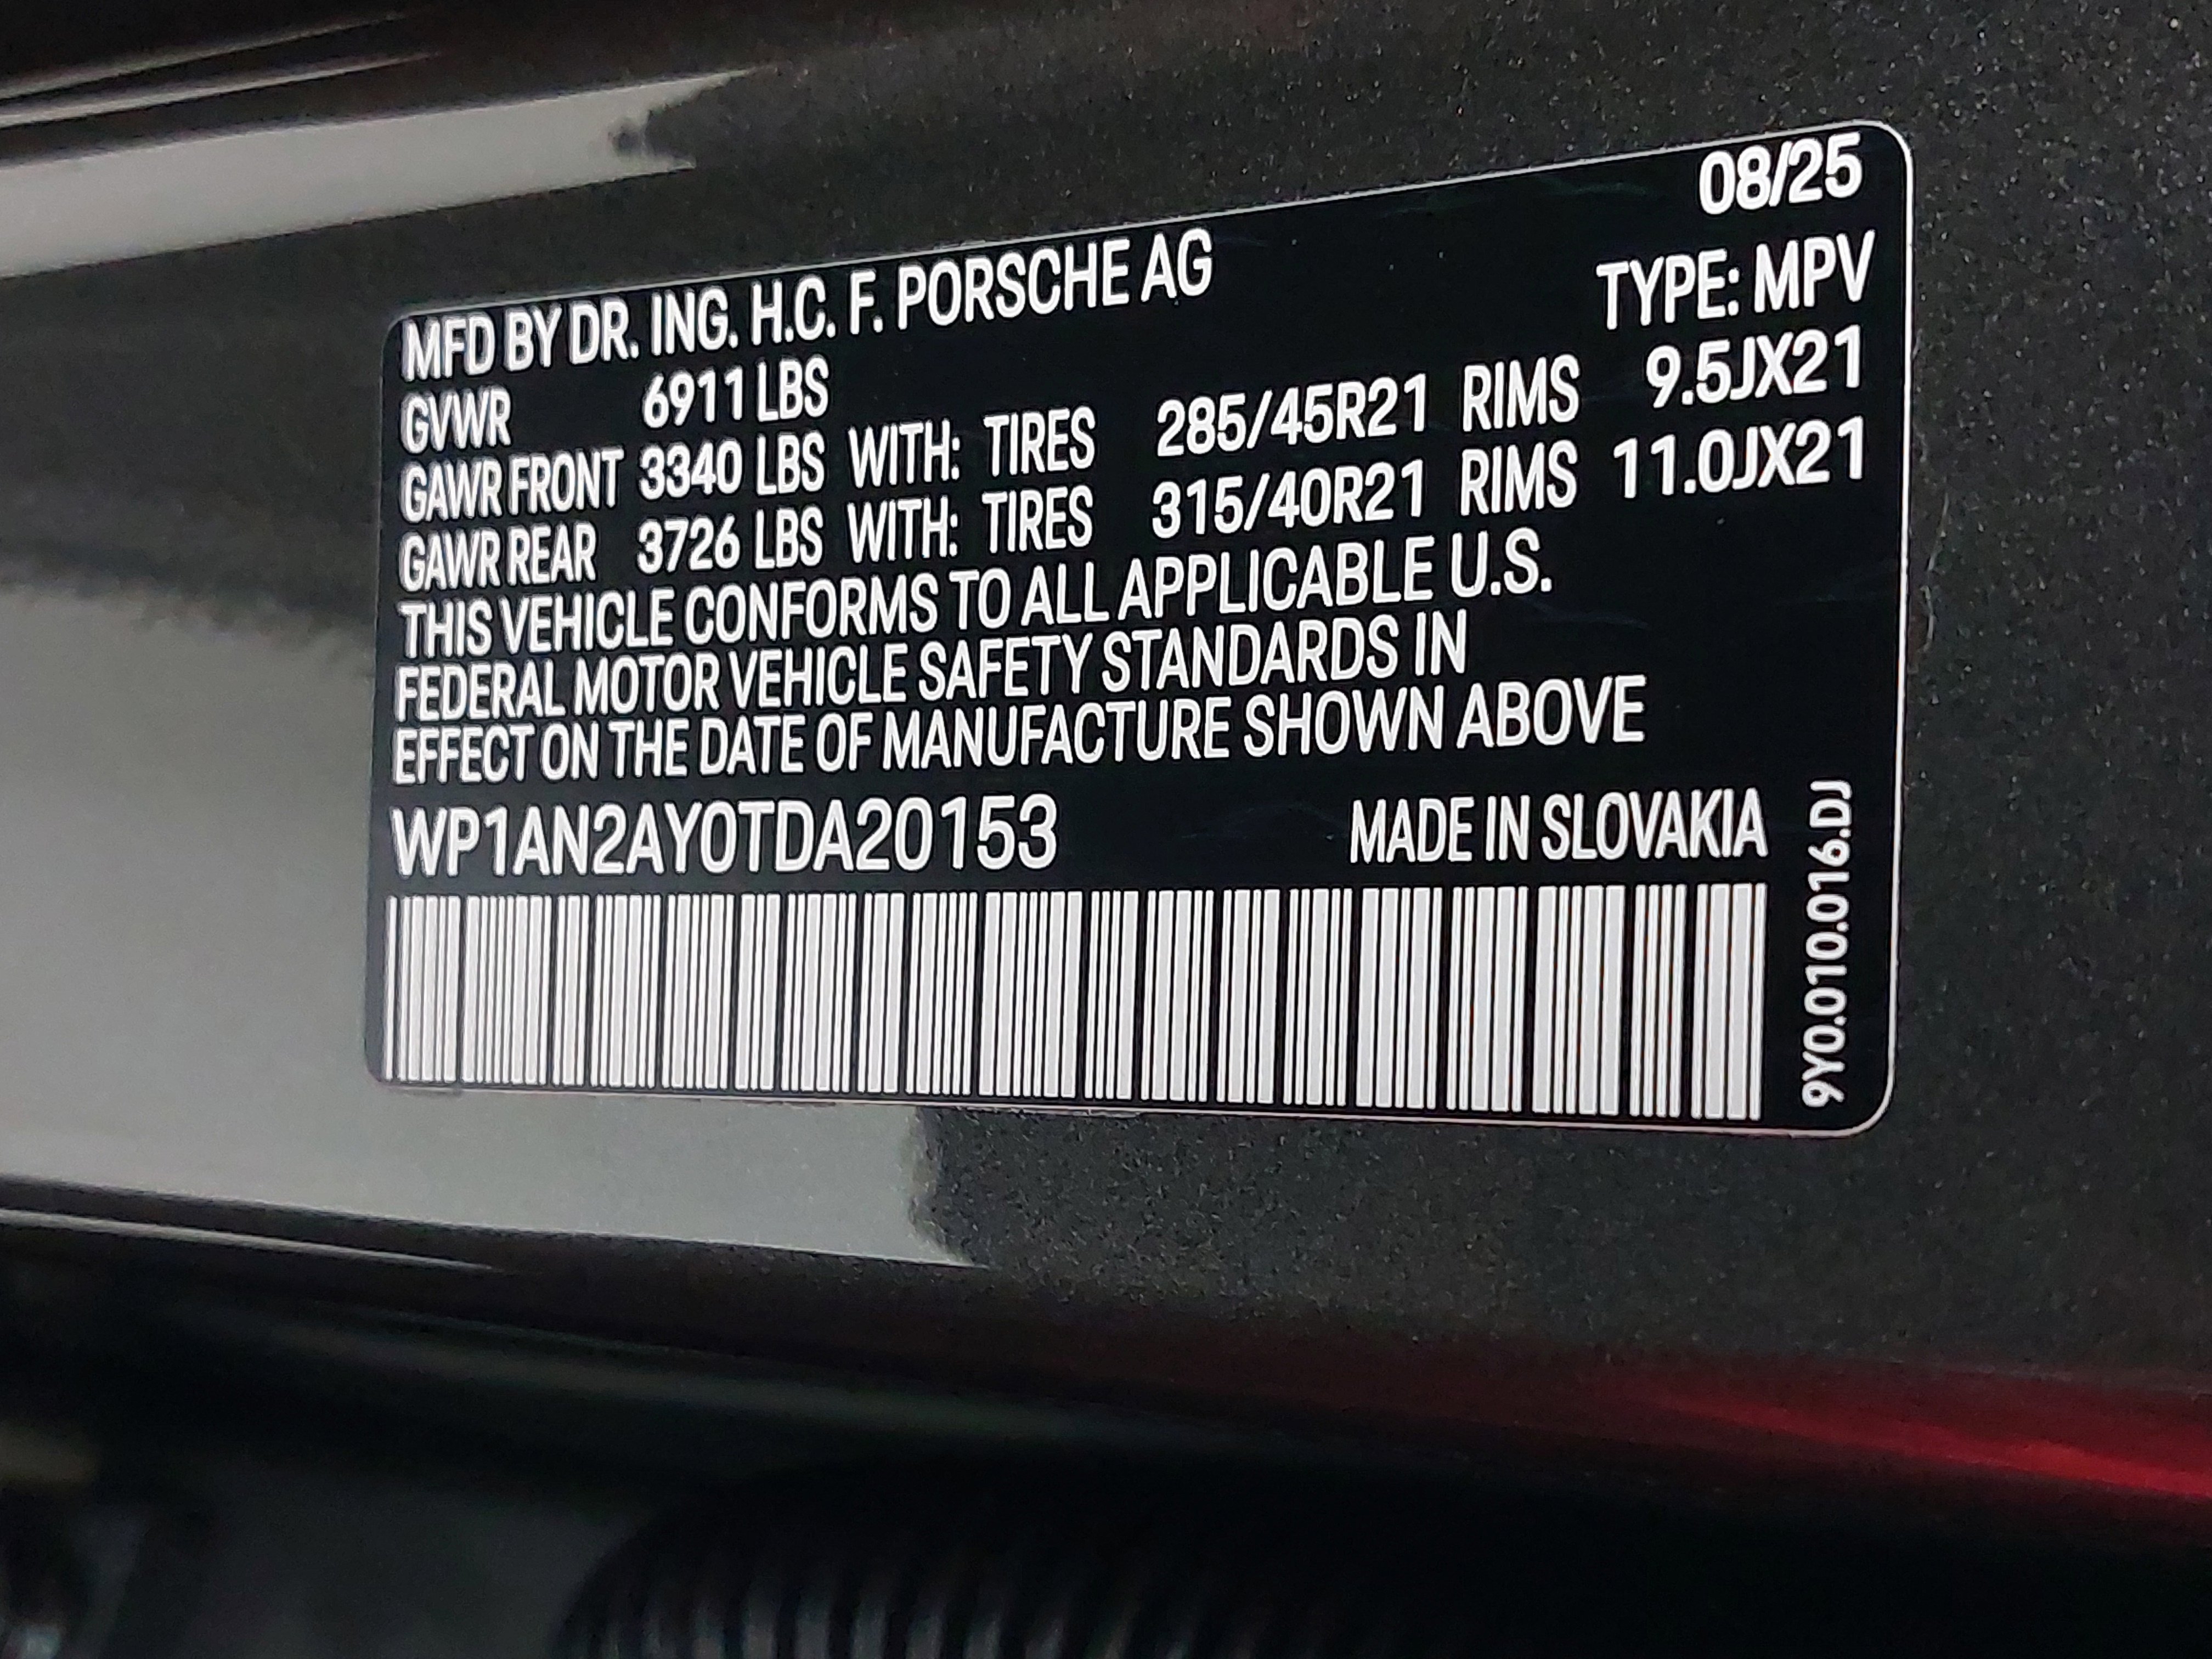 08/25
MFD BY DR. ING. H.C. F. PORSCHE AG TYPE: MPV
GVWR 6911 LBS
GAWR FRONT 3340 LBS WITH: TIRES 285/45R21 RIMS 9.5JX21
GAWR REAR 3726 LBS WITH: TIRES 315/40R21 RIMS 11.0JX21
THIS VEHICLE CONFORMS TO ALL APPLICABLE U.S.
FEDERAL MOTOR VEHICLE SAFETY STANDARDS IN
EFFECT ON THE DATE OF MANUFACTURE SHOWN ABOVE
WP1AN2AY0TDA20153 MADE IN SLOVAKIA
9Y0.010.016.DJ